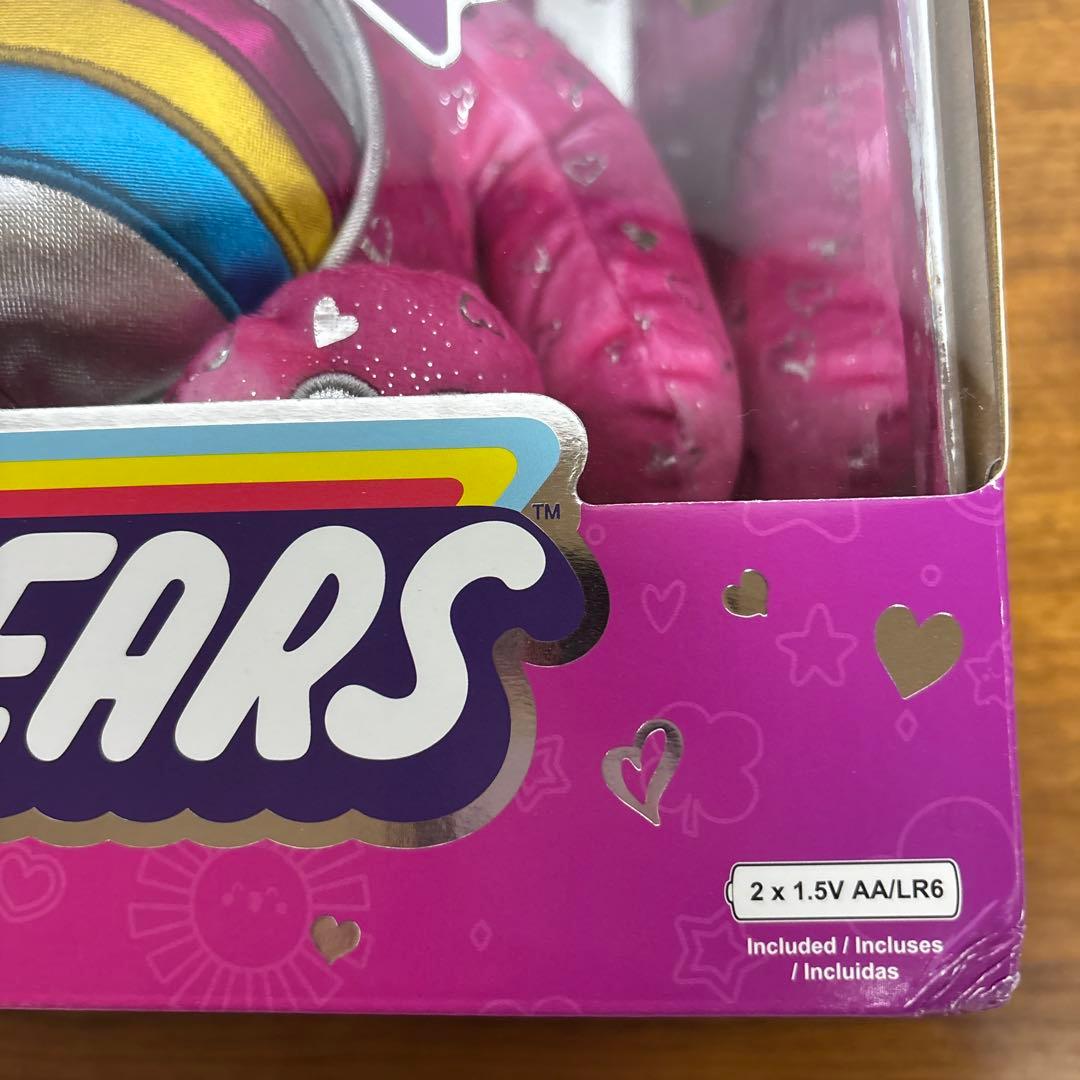 EARS
TM
2 x 1.5V AA/LR6
Included / Incluses
/ Incluidas